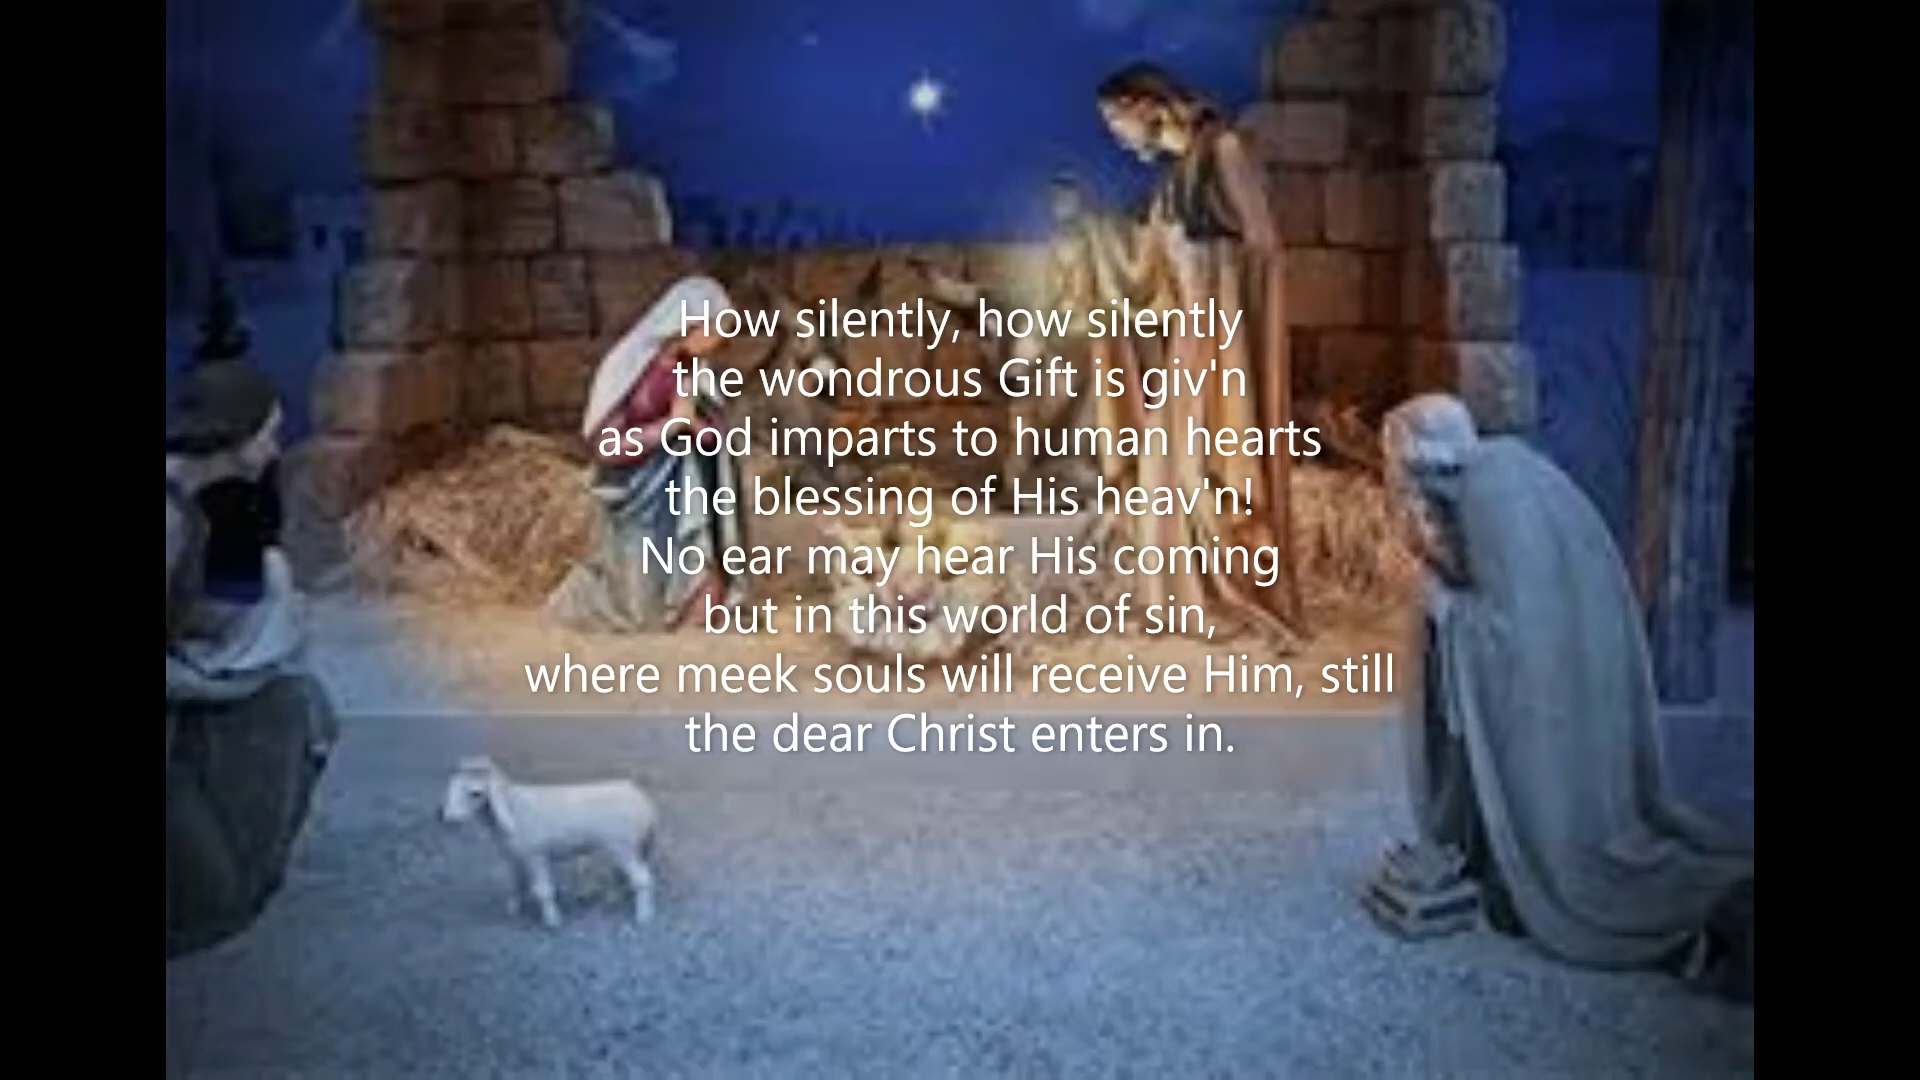 How silently, how silently
the wondrous Gift is giv'n
as God imparts to human hearts
the blessing of His heav'n!
No ear may hear His coming
but in this world of sin,
where meek souls will receive Him, still
the dear Christ enters in.